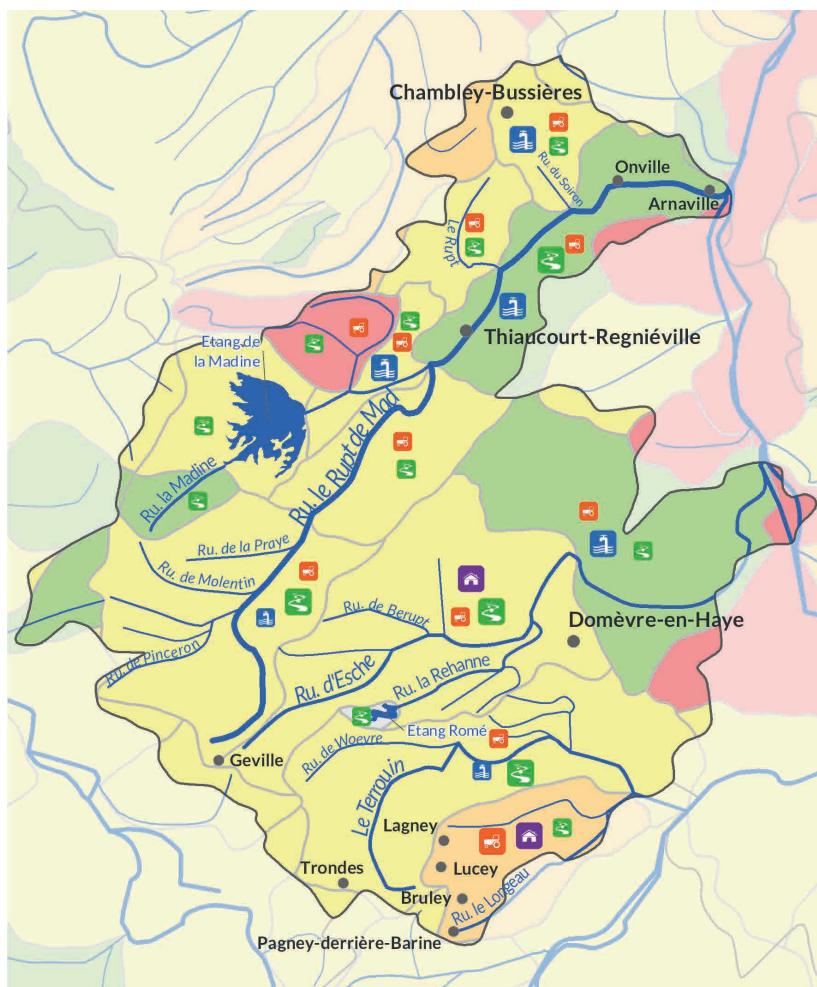 Chambley-Bussières
Onville
Ru. du Soiron
Arnaville
Le Rupt
Thiaucourt-Regniéville
Etang de
la Madine
Ru. le Rupt de Mad
Ru. la Madine
Ru. de la Praye
Ru. de Molentin
Ru. de Berupt
Domèvre-en-Haye
Ru. de Pinceron
Ru. d'Esche
Ru. la Rehanne
Etang Romé
Ru. de Woevre
Geville
Le Terrouin
Lagney
Lucey
Trondes
Bruley
Ru. le Longeau
Pagney-derrière-Barine